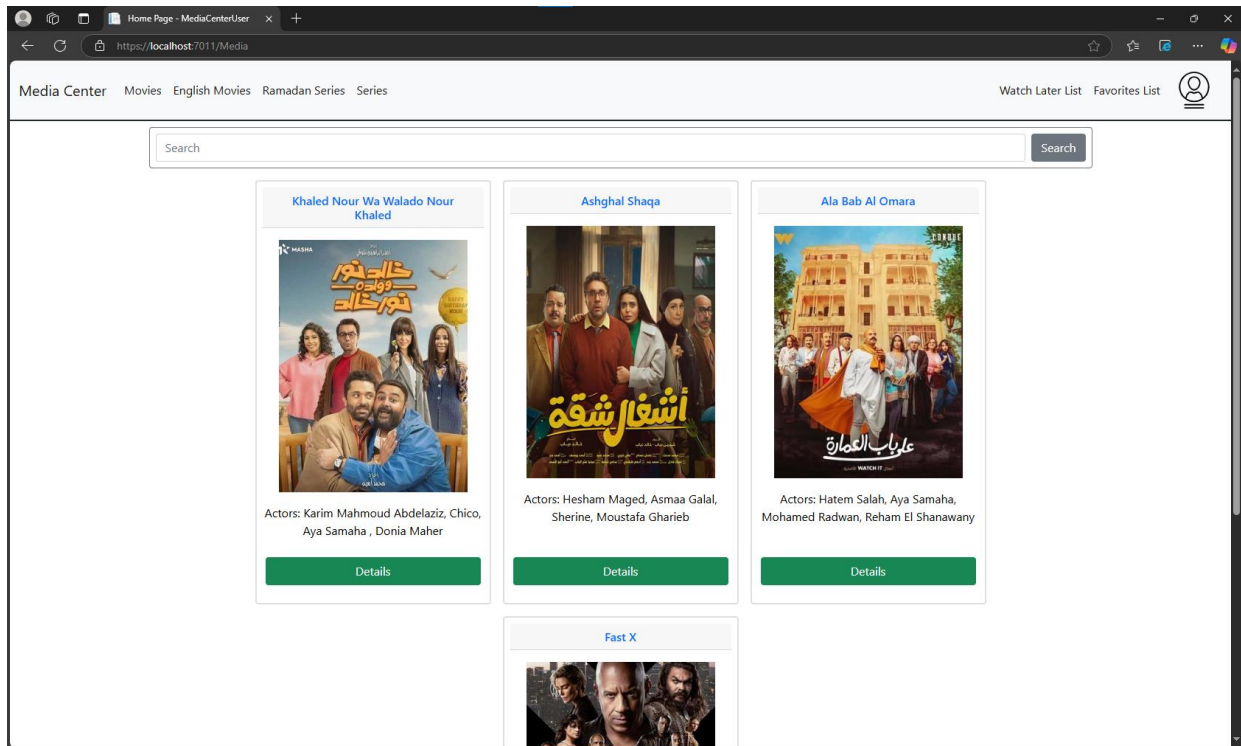 Home Page - MediaCenterUser
https://localhost:7011/Media
Media Center Movies English Movies Ramadan Series Series Watch Later List Favorites List
Search Search
Khaled Nour Wa Walado Nour
Khaled
MASHA
خالد نور
وولده
نور خالد
Actors: Karim Mahmoud Abdelaziz, Chico,
Aya Samaha , Donia Maher
Details
Ashghal Shaqa
أشغال شقة
Actors: Hesham Maged, Asmaa Galal,
Sherine, Moustafa Gharieb
Details
Ala Bab Al Omara
على باب العمارة
WATCH IT
Actors: Hatem Salah, Aya Samaha,
Mohamed Radwan, Reham El Shanawany
Details
Fast X